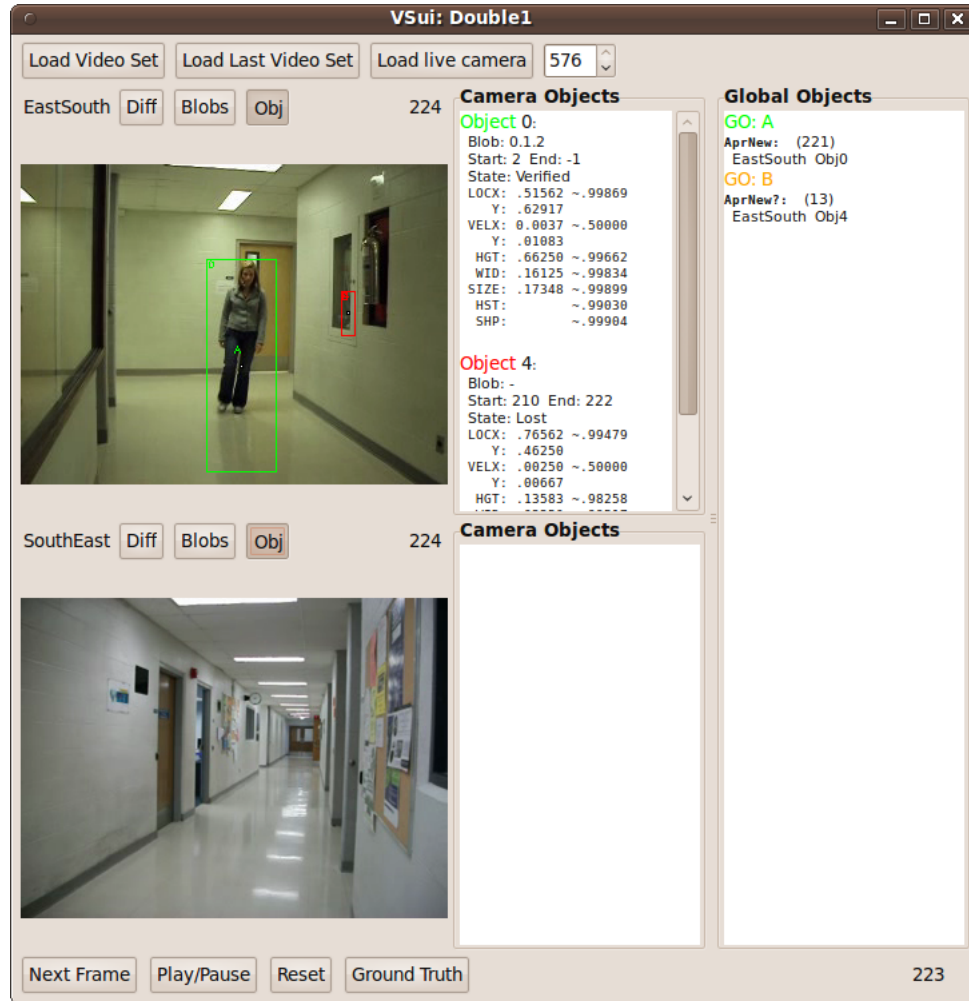 VSui: Double1
Load Video Set Load Last Video Set Load live camera 576
EastSouth Diff Blobs Obj 224
Camera Objects
Object 0:
Blob: 0.1.2
Start: 2 End: -1
State: Verified
LOCX: .51562 ~.99869
Y: .62917
VELX: 0.0037 ~.50000
Y: .01083
HGT: .66250 ~.99662
WID: .16125 ~.99834
SIZE: .17348 ~.99899
HST: ~.99030
SHP: ~.99904
Object 4:
Blob: -
Start: 210 End: 222
State: Lost
LOCX: .76562 ~.99479
Y: .46250
VELX: .00250 ~.50000
Y: .00667
HGT: .13583 ~.98258
Global Objects
GO: A
AprNew: (221)
EastSouth Obj0
GO: B
AprNew?: (13)
EastSouth Obj4
0
A
SouthEast Diff Blobs Obj 224
Camera Objects
Next Frame Play/Pause Reset Ground Truth 223